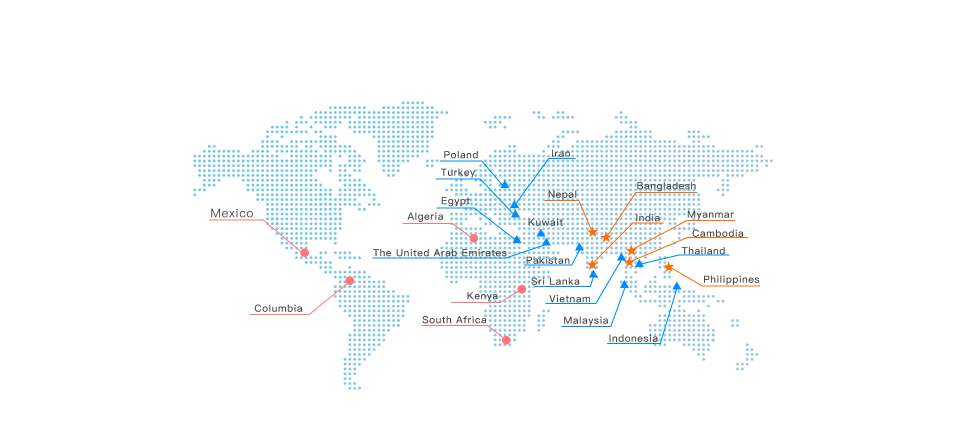 Poland
Iran
Turkey
Nepal
Bangladesh
Egypt
Mexico
Algeria
Kuwait
India
Myanmar
Cambodia
The United Arab Emirates
Pakistan
Thailand
Sri Lanka
Philippines
Kenya
Vietnam
Columbia
South Africa
Malaysia
Indonesia